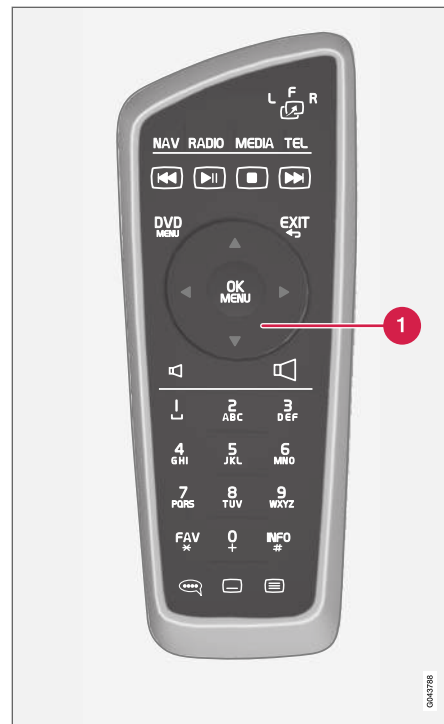 L F R
NAV RADIO MEDIA TEL
DVD EXIT
MENU
OK
MENU
1
1 2 3
ABC DEF
4 5 6
GHI JKL MNO
7 8 9
PQRS TUV WXYZ
FAV 0 INFO
* + #
G043788